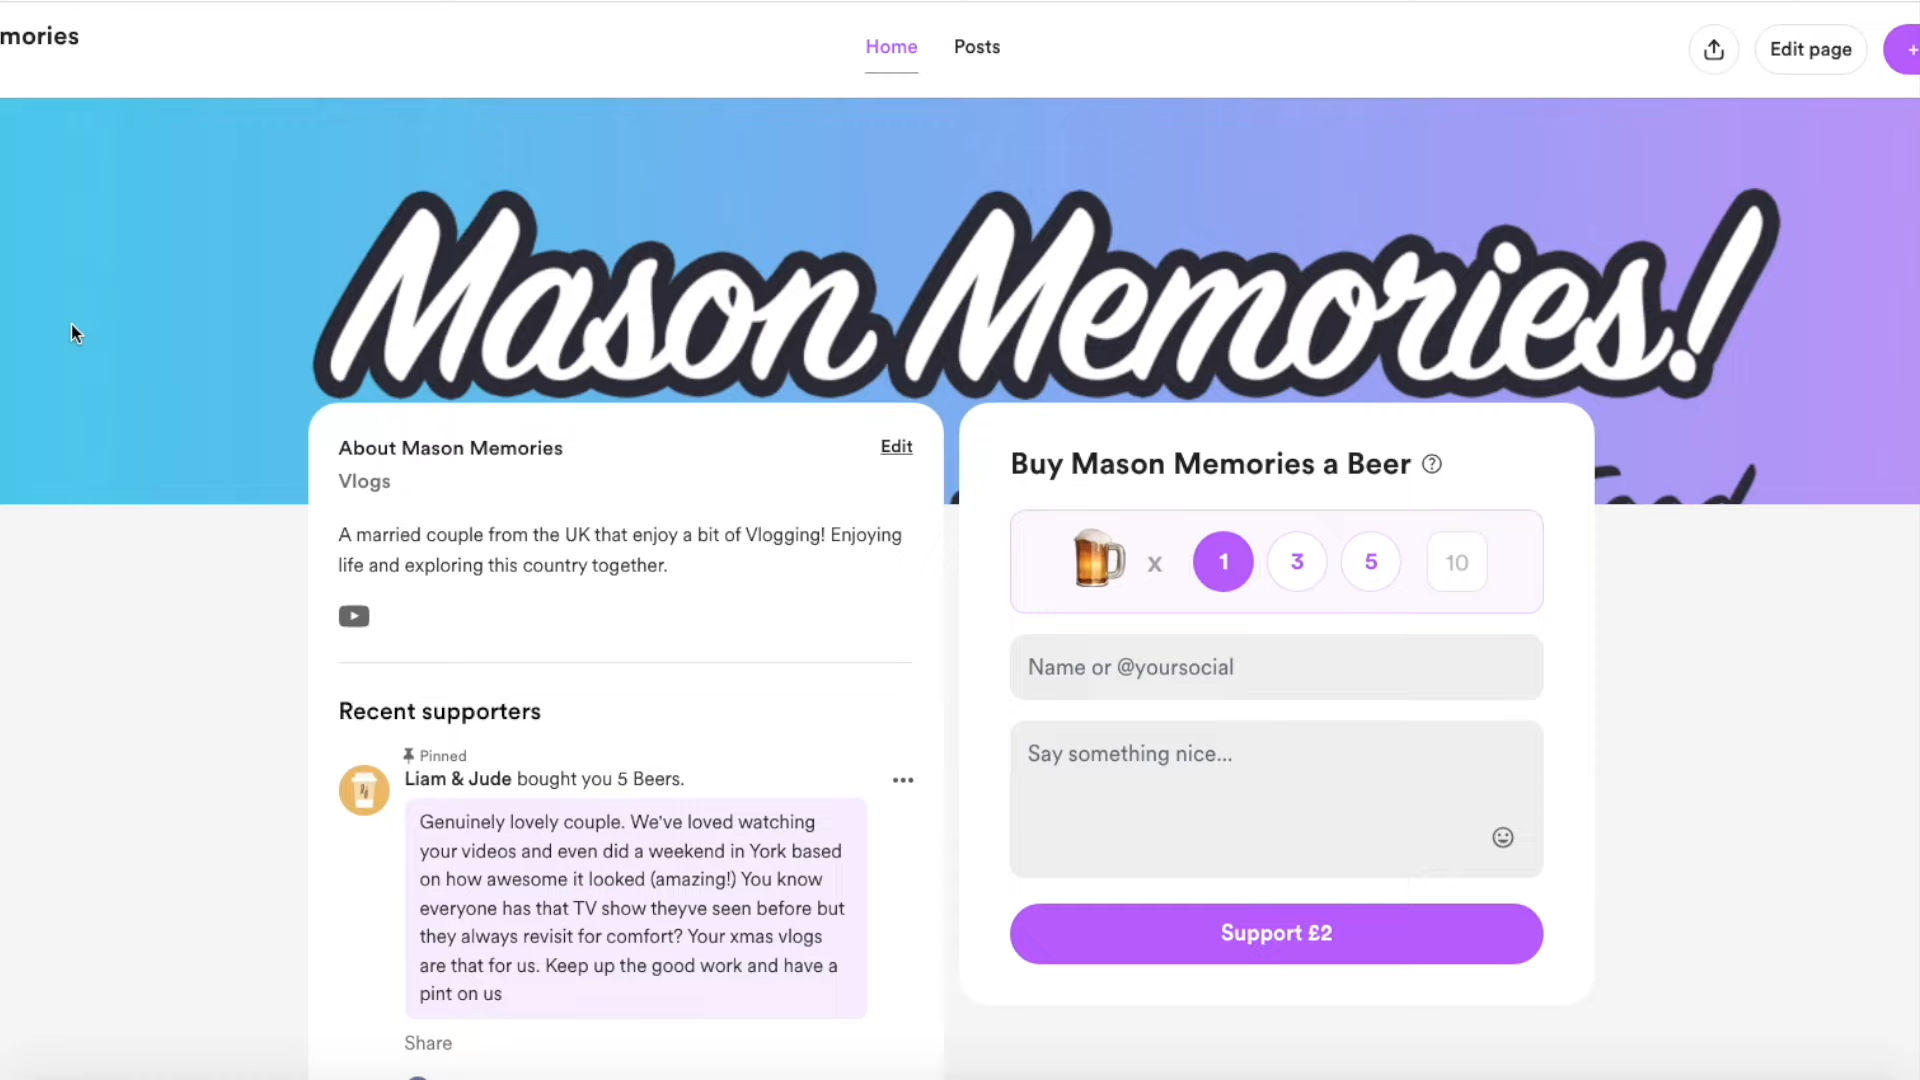 mories
Home
Posts
Edit page
+
Mason Memories!
About Mason Memories
Edit
Vlogs
A married couple from the UK that enjoy a bit of Vlogging! Enjoying
life and exploring this country together.
Recent supporters
Pinned
Liam & Jude bought you 5 Beers.
Genuinely lovely couple. We've loved watching
your videos and even did a weekend in York based
on how awesome it looked (amazing!) You know
everyone has that TV show theyve seen before but
they always revisit for comfort? Your xmas vlogs
are that for us. Keep up the good work and have a
pint on us
Share
Buy Mason Memories a Beer
x 1 3 5 10
Name or @yoursocial
Say something nice...
Support £2